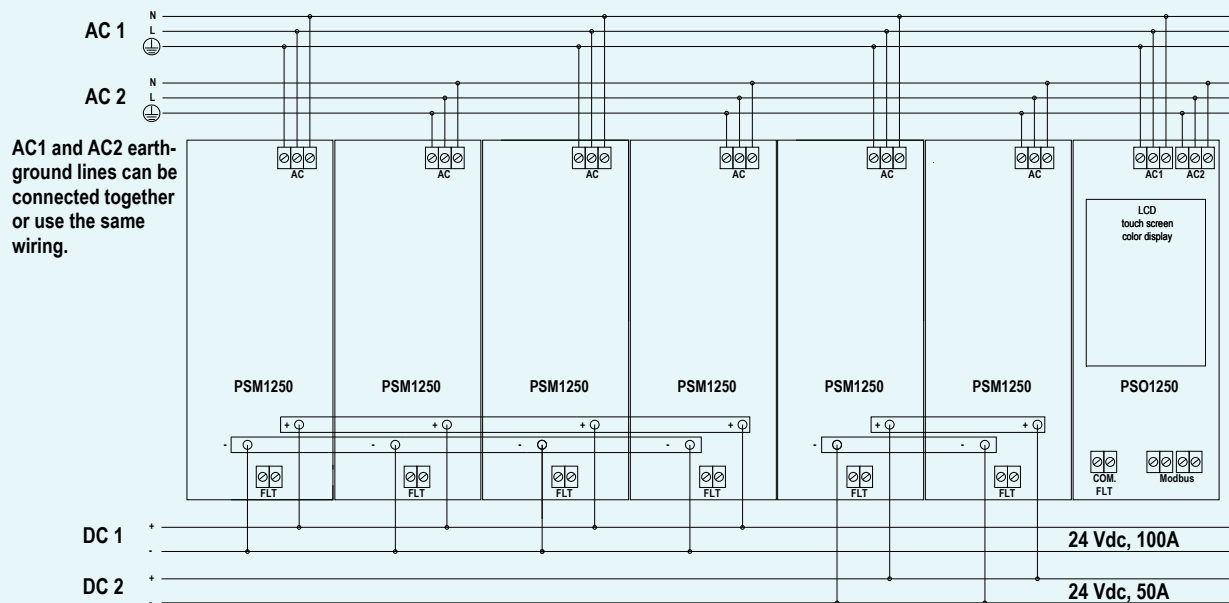 N
AC 1 L
N
AC 2 L
AC1 and AC2 earth-
ground lines can be
connected together
or use the same
wiring.
AC AC AC AC AC AC AC1 AC2
LCD
touch screen
color display
PSM1250 PSM1250 PSM1250 PSM1250 PSM1250 PSM1250 PSO1250
+ + + + + +
- - - - - -
FLT FLT FLT FLT FLT FLT COM. Modbus
FLT
+
DC 1 24 Vdc, 100A
-
+
DC 2 24 Vdc, 50A
-